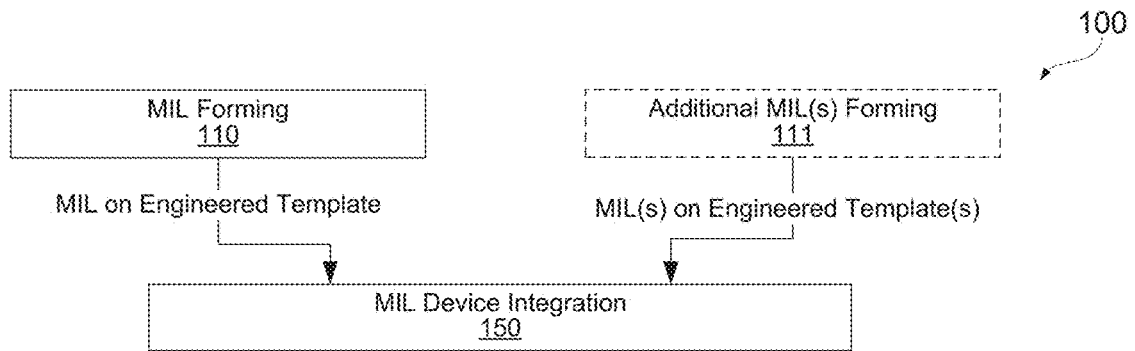 100
MIL Forming
110
Additional MIL(s) Forming
111
MIL on Engineered Template
MIL(s) on Engineered Template(s)
MIL Device Integration
150